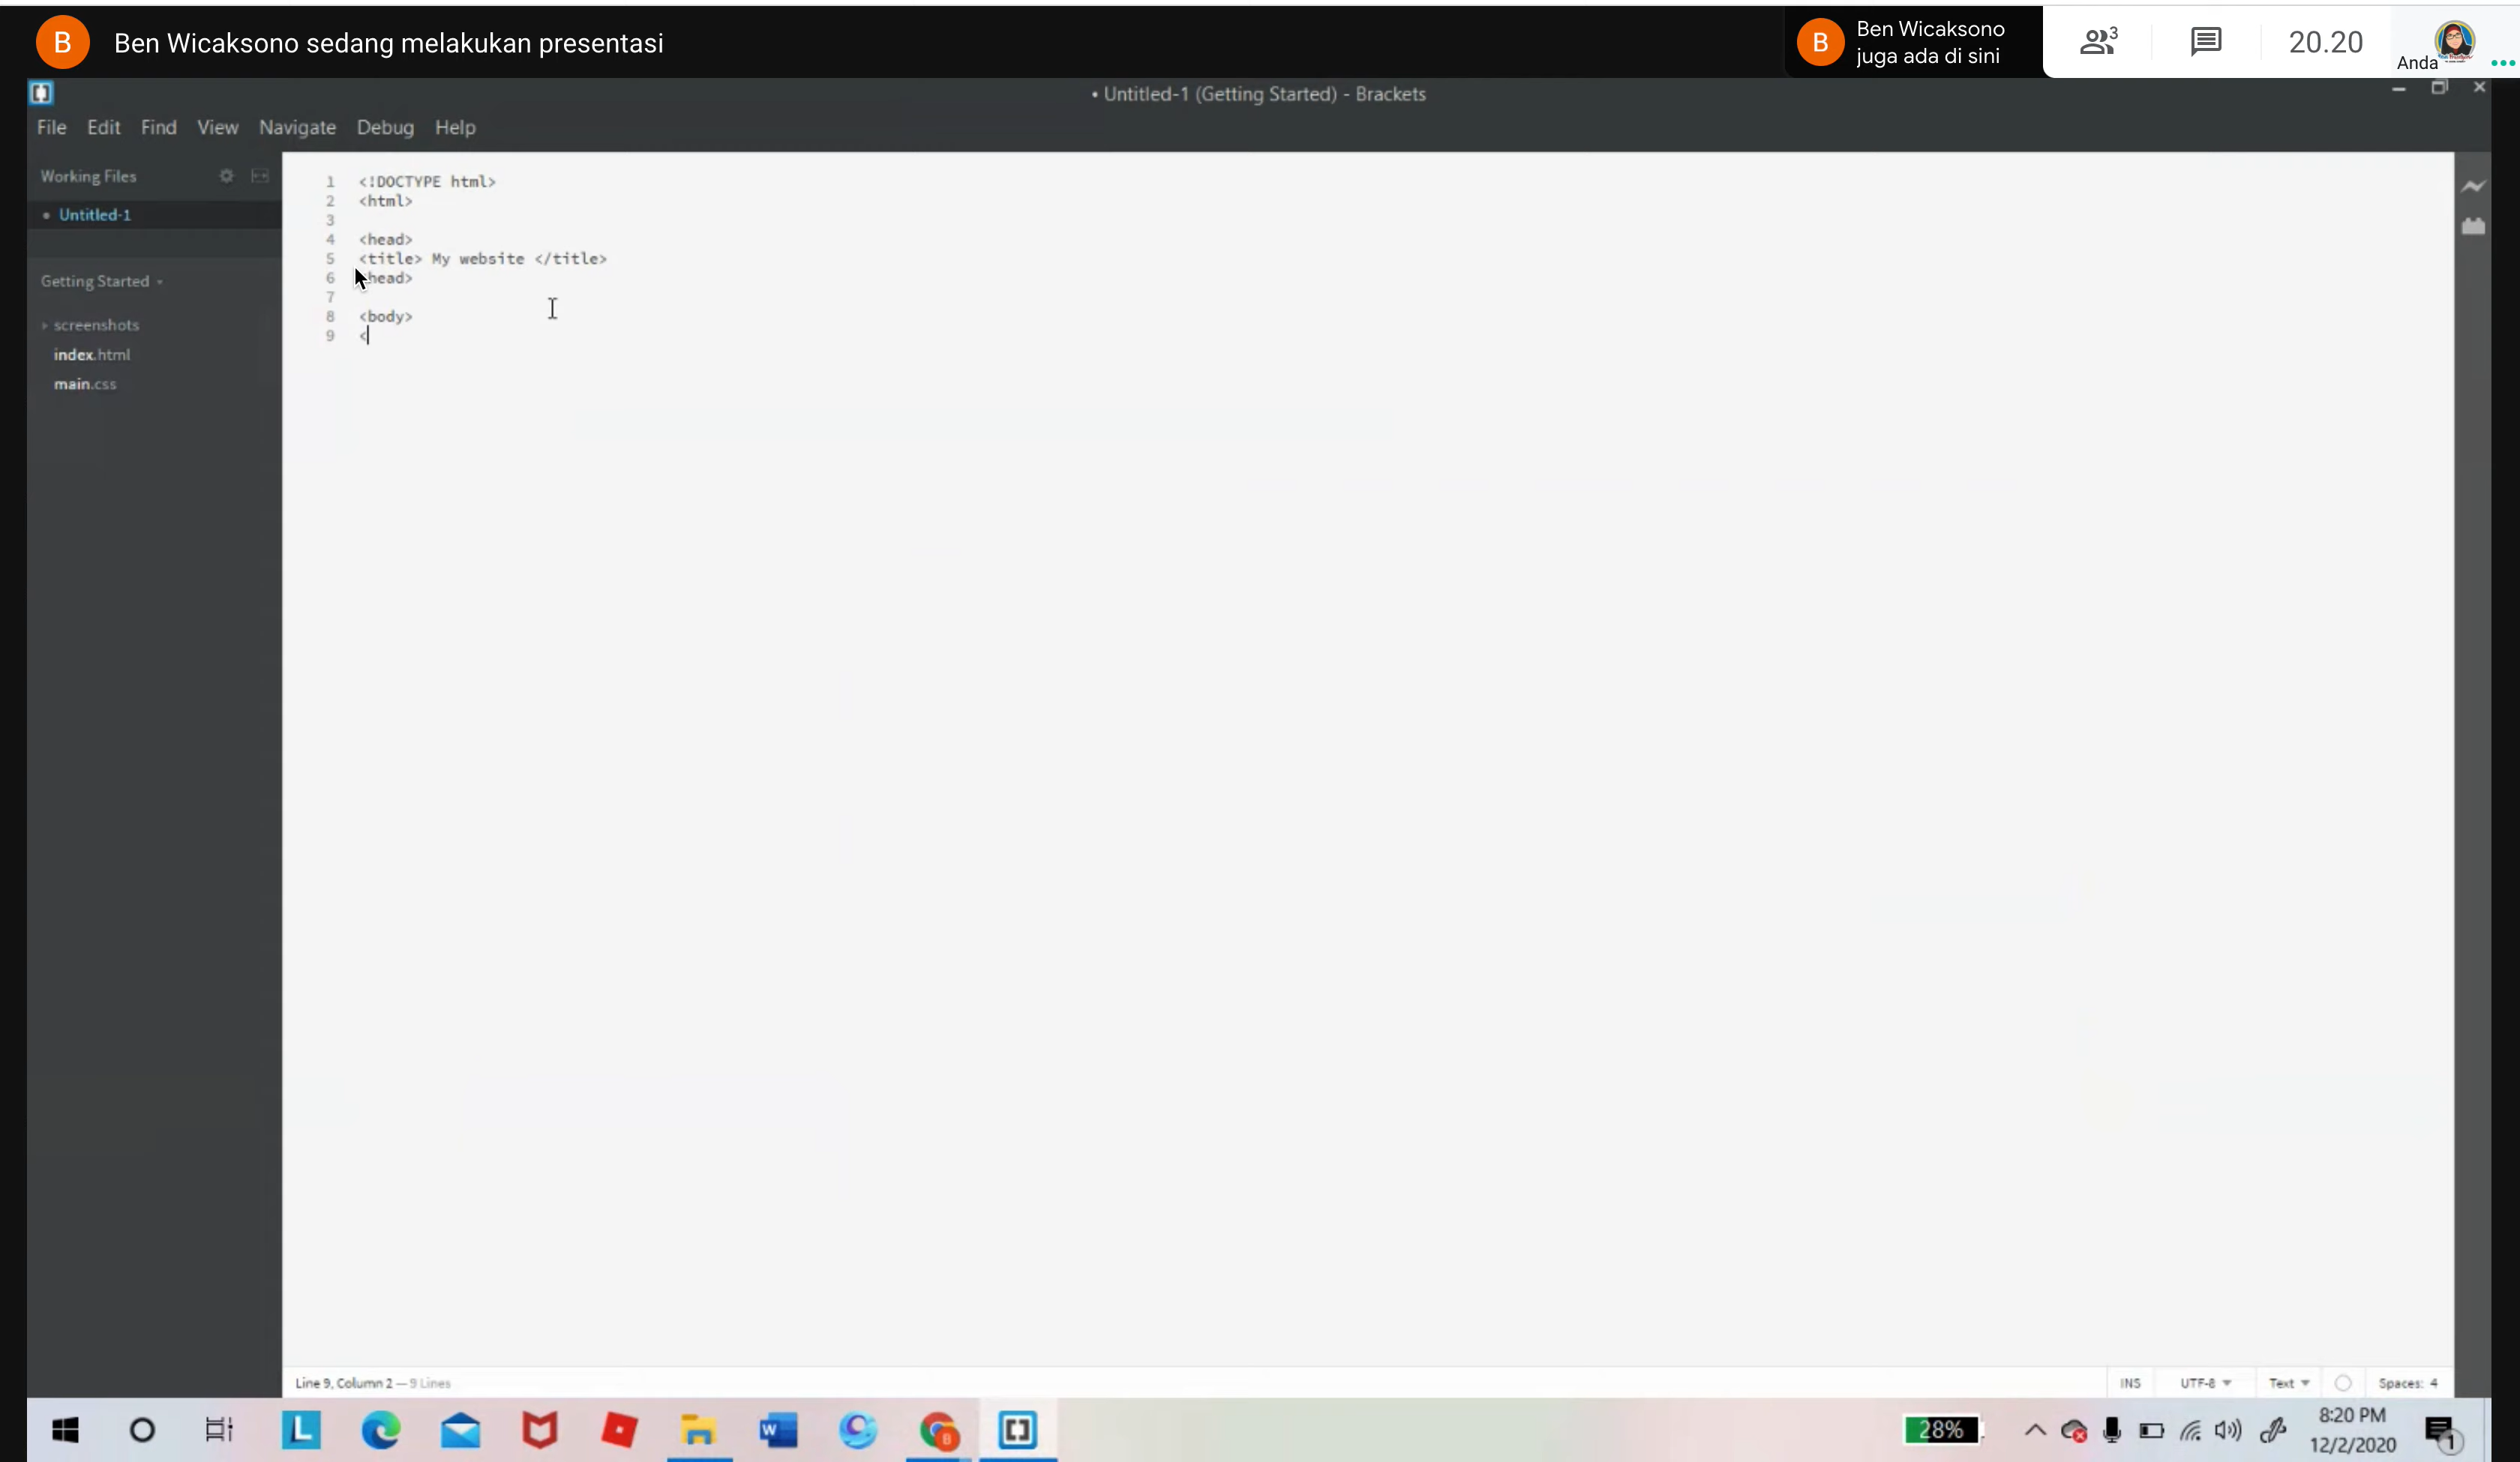 B Ben Wicaksono sedang melakukan presentasi
B Ben Wicaksono
juga ada di sini
3
20.20
Anda
• Untitled-1 (Getting Started) - Brackets
File Edit Find View Navigate Debug Help
Working Files
• Untitled-1
Getting Started
screenshots
index.html
main.css
1 <!DOCTYPE html>
2 <html>
3
4 <head>
5 <title> My website </title>
6 head>
7
8 <body>
9 <
Line 9, Column 2 — 9 Lines
INS UTF-8 Text Spaces: 4
L
W
B
28%
8:20 PM
12/2/2020
1